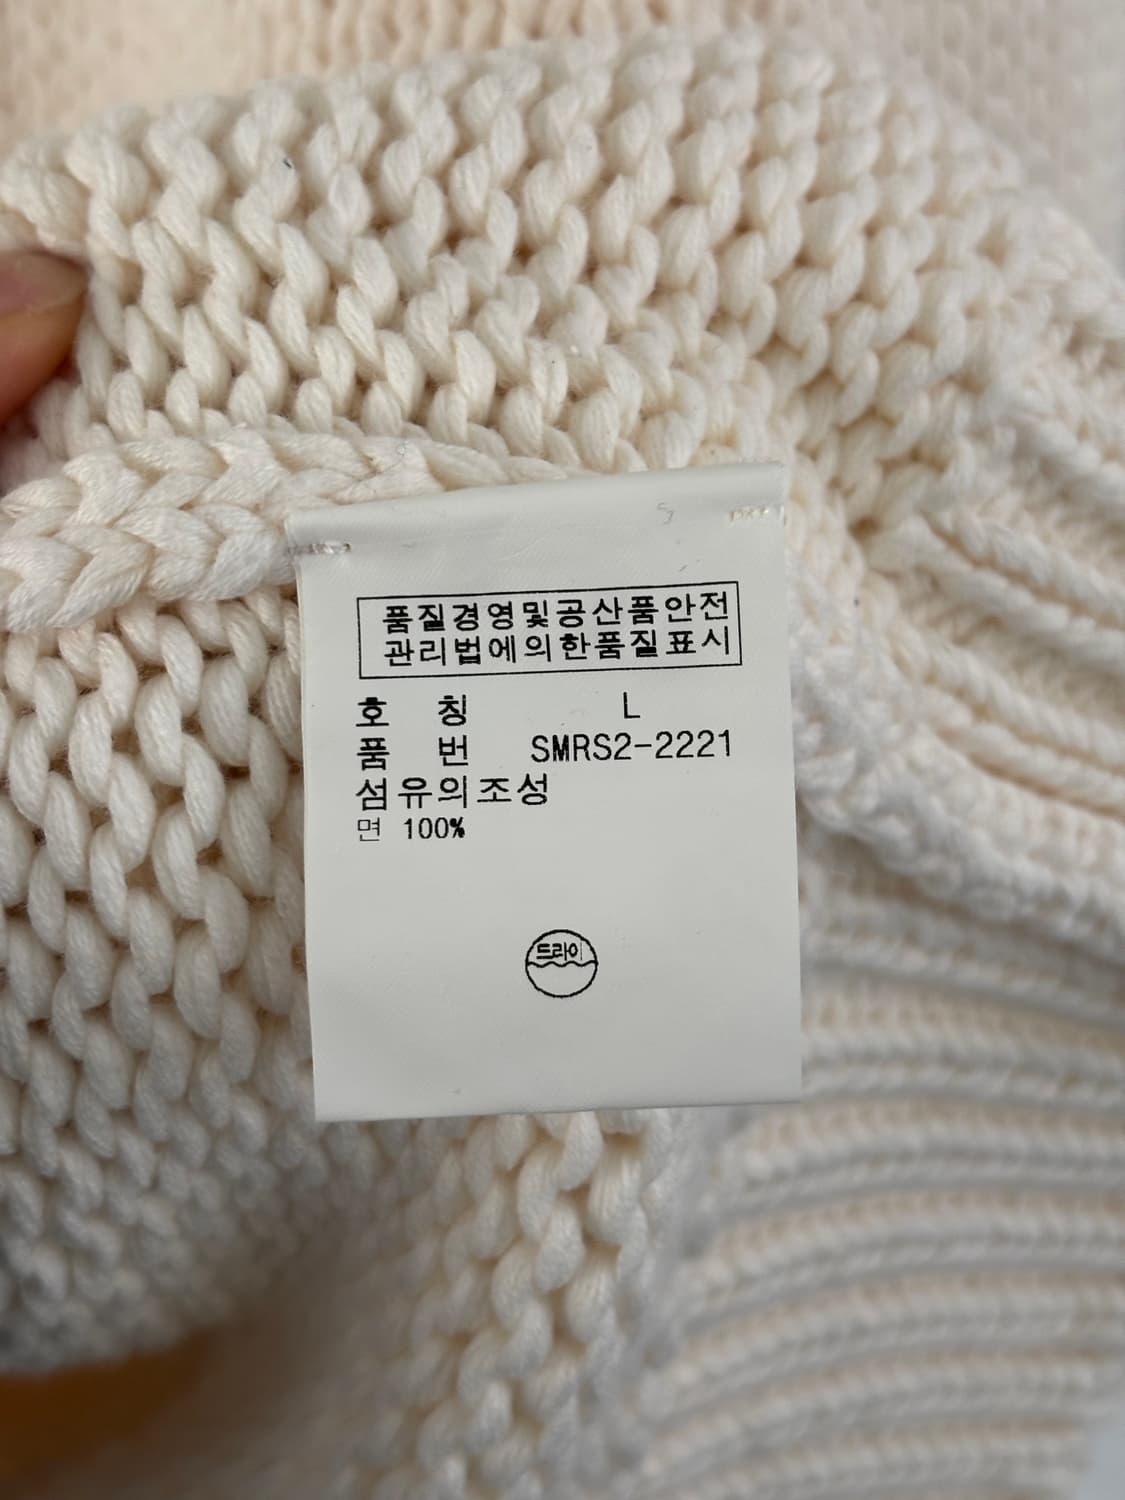 품질경영및공산품안전
관리법에의한품질표시
호 칭 L
품 번 SMRS2-2221
섬유의조성
면 100%
드라이